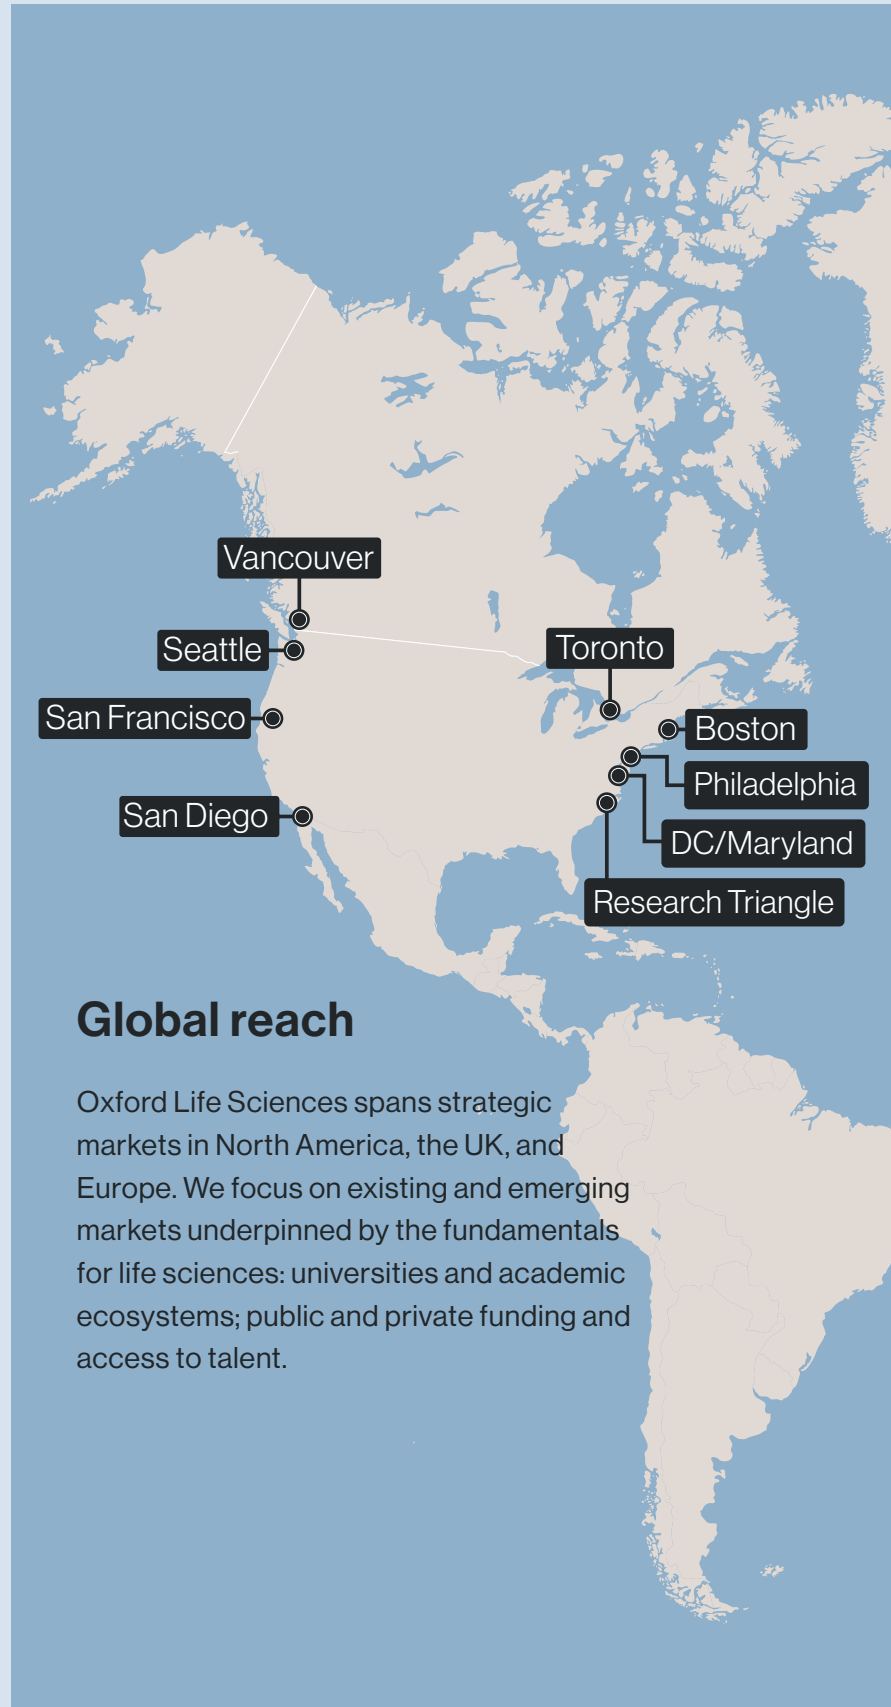 Vancouver
Seattle
Toronto
San Francisco
Boston
Philadelphia
San Diego
DC/Maryland
Research Triangle
Global reach
Oxford Life Sciences spans strategic
markets in North America, the UK, and
Europe. We focus on existing and emerging
markets underpinned by the fundamentals
for life sciences: universities and academic
ecosystems; public and private funding and
access to talent.